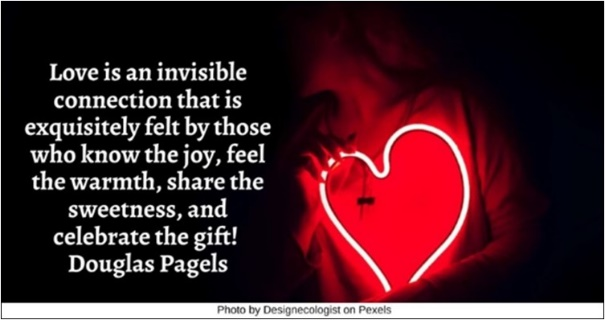 Love is an invisible
connection that is
exquisitely felt by those
who know the joy, feel
the warmth, share the
sweetness, and
celebrate the gift!
Douglas Pagels
Photo by Designecologist on Pexels